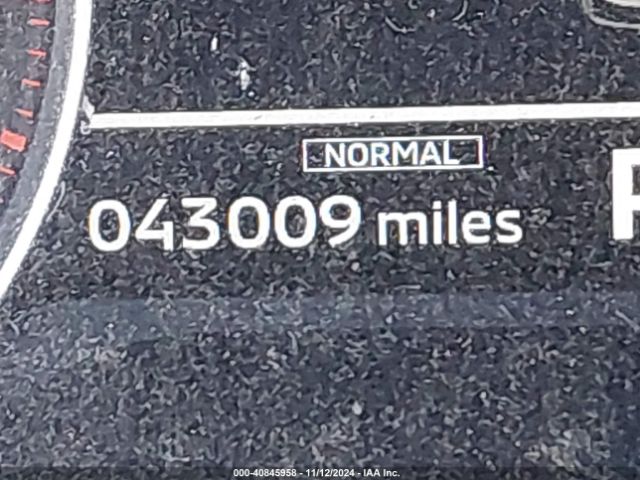 NORMAL
043009 miles
P
000-40845958 - 11/12/2024 - IAA Inc.